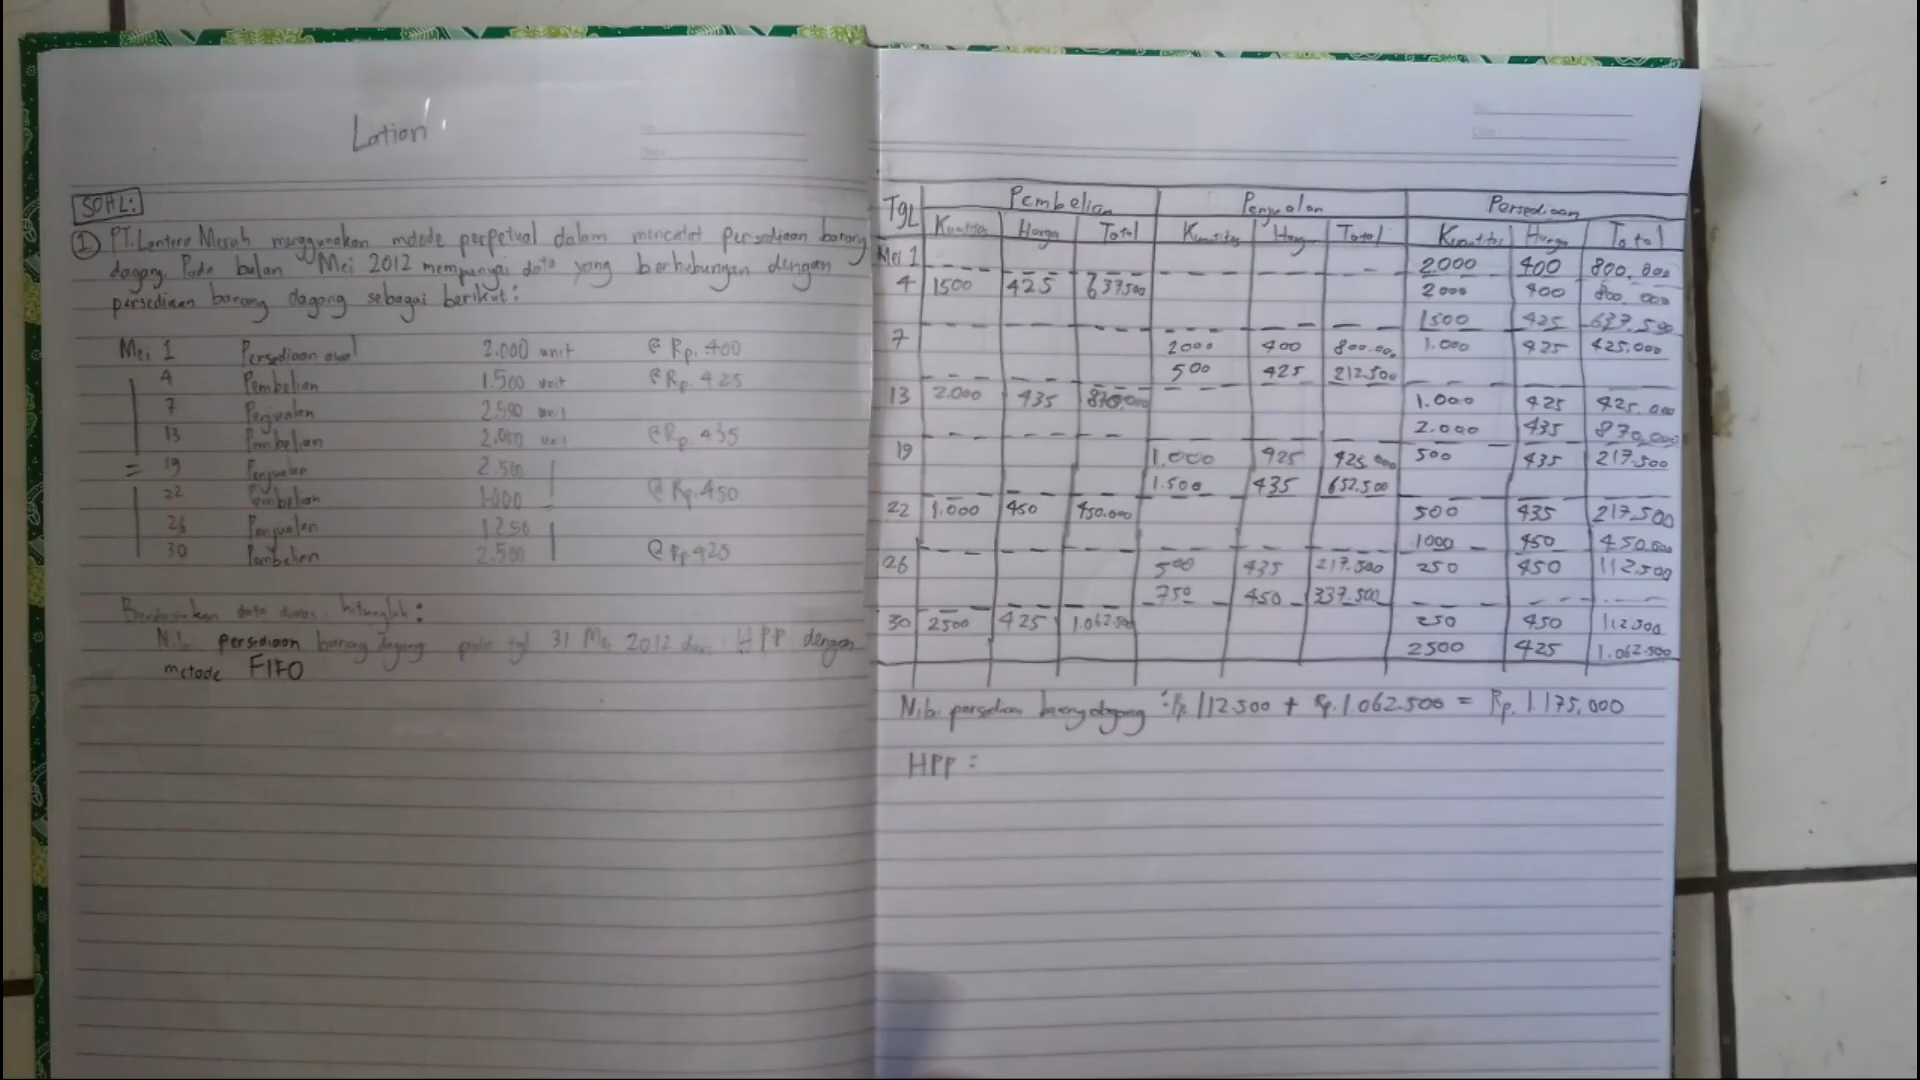 Lation
SOAL:
① PT. Lentera Merah menggunakan metode perpetual dalam mencatat persediaan barang
dagang. Pada bulan Mei 2012 mempunyai data yang berhubungan dengan
persediaan barang dagang sebagai berikut:
Mei 1 Persediaan awal 2.000 unit @ Rp. 400
4 Pembelian 1.500 unit @ Rp. 425
7 Penjualan 2.500 unit
13 Pembelian 2.000 unit @ Rp. 435
19 Penjualan 2.500
22 Pembelian 1.000 @ Rp. 450
26 Penjualan 1250
30 Pembelian 2.500 @ Rp 425
Berdasarkan data diatas hitunglah:
persediaan barang dagang pada tgl 31 Mei 2012 dan HPP dengan
metode FIFO
TgL Pembelian Penjualan Persediaan
Kuantitas Harga Total Kuantitas Harg Total Kuantitas Harga Total
Mei 1 2.000 400 800.000
4 1500 425 637.500 2000 400 800.000
1500 425 637.500
7 2000 400 800.000 1.000 425 425.000
500 425 212.500
13 2.000 435 870.000 1.000 425 425.000
2.000 435 870.000
19 1.000 425 425.000 500 435 217.500
1.500 435 652.500
22 1.000 450 450.000 500 435 217.500
1000 450 450.000
26 500 435 217.500 250 450 112.500
750 450 337.500
30 2500 425 1.062.500 250 450 112.500
2500 425 1.062.500
Nilai persediaan barang dagang : Rp. 112.500 + Rp. 1.062.500 = Rp. 1.175.000
HPP :